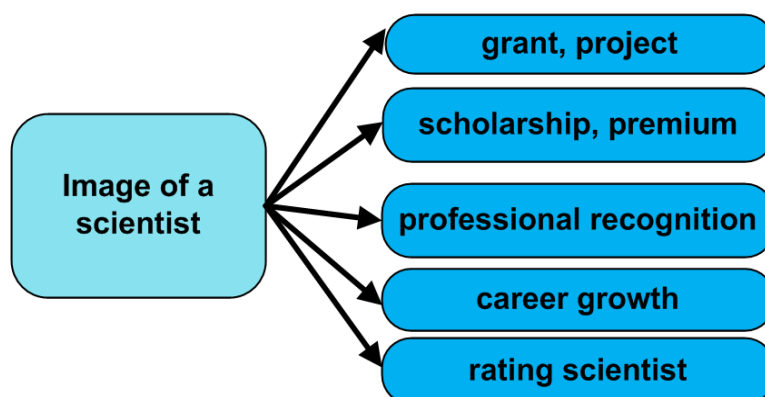 Image of a
scientist
grant, project
scholarship, premium
professional recognition
career growth
rating scientist